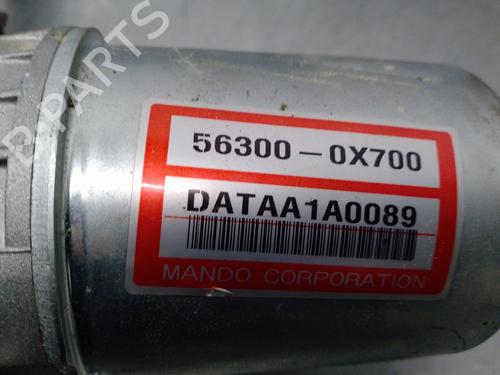 56300-0X700
DATAA1A0089
MANDO CORPORATION
B-PARTS